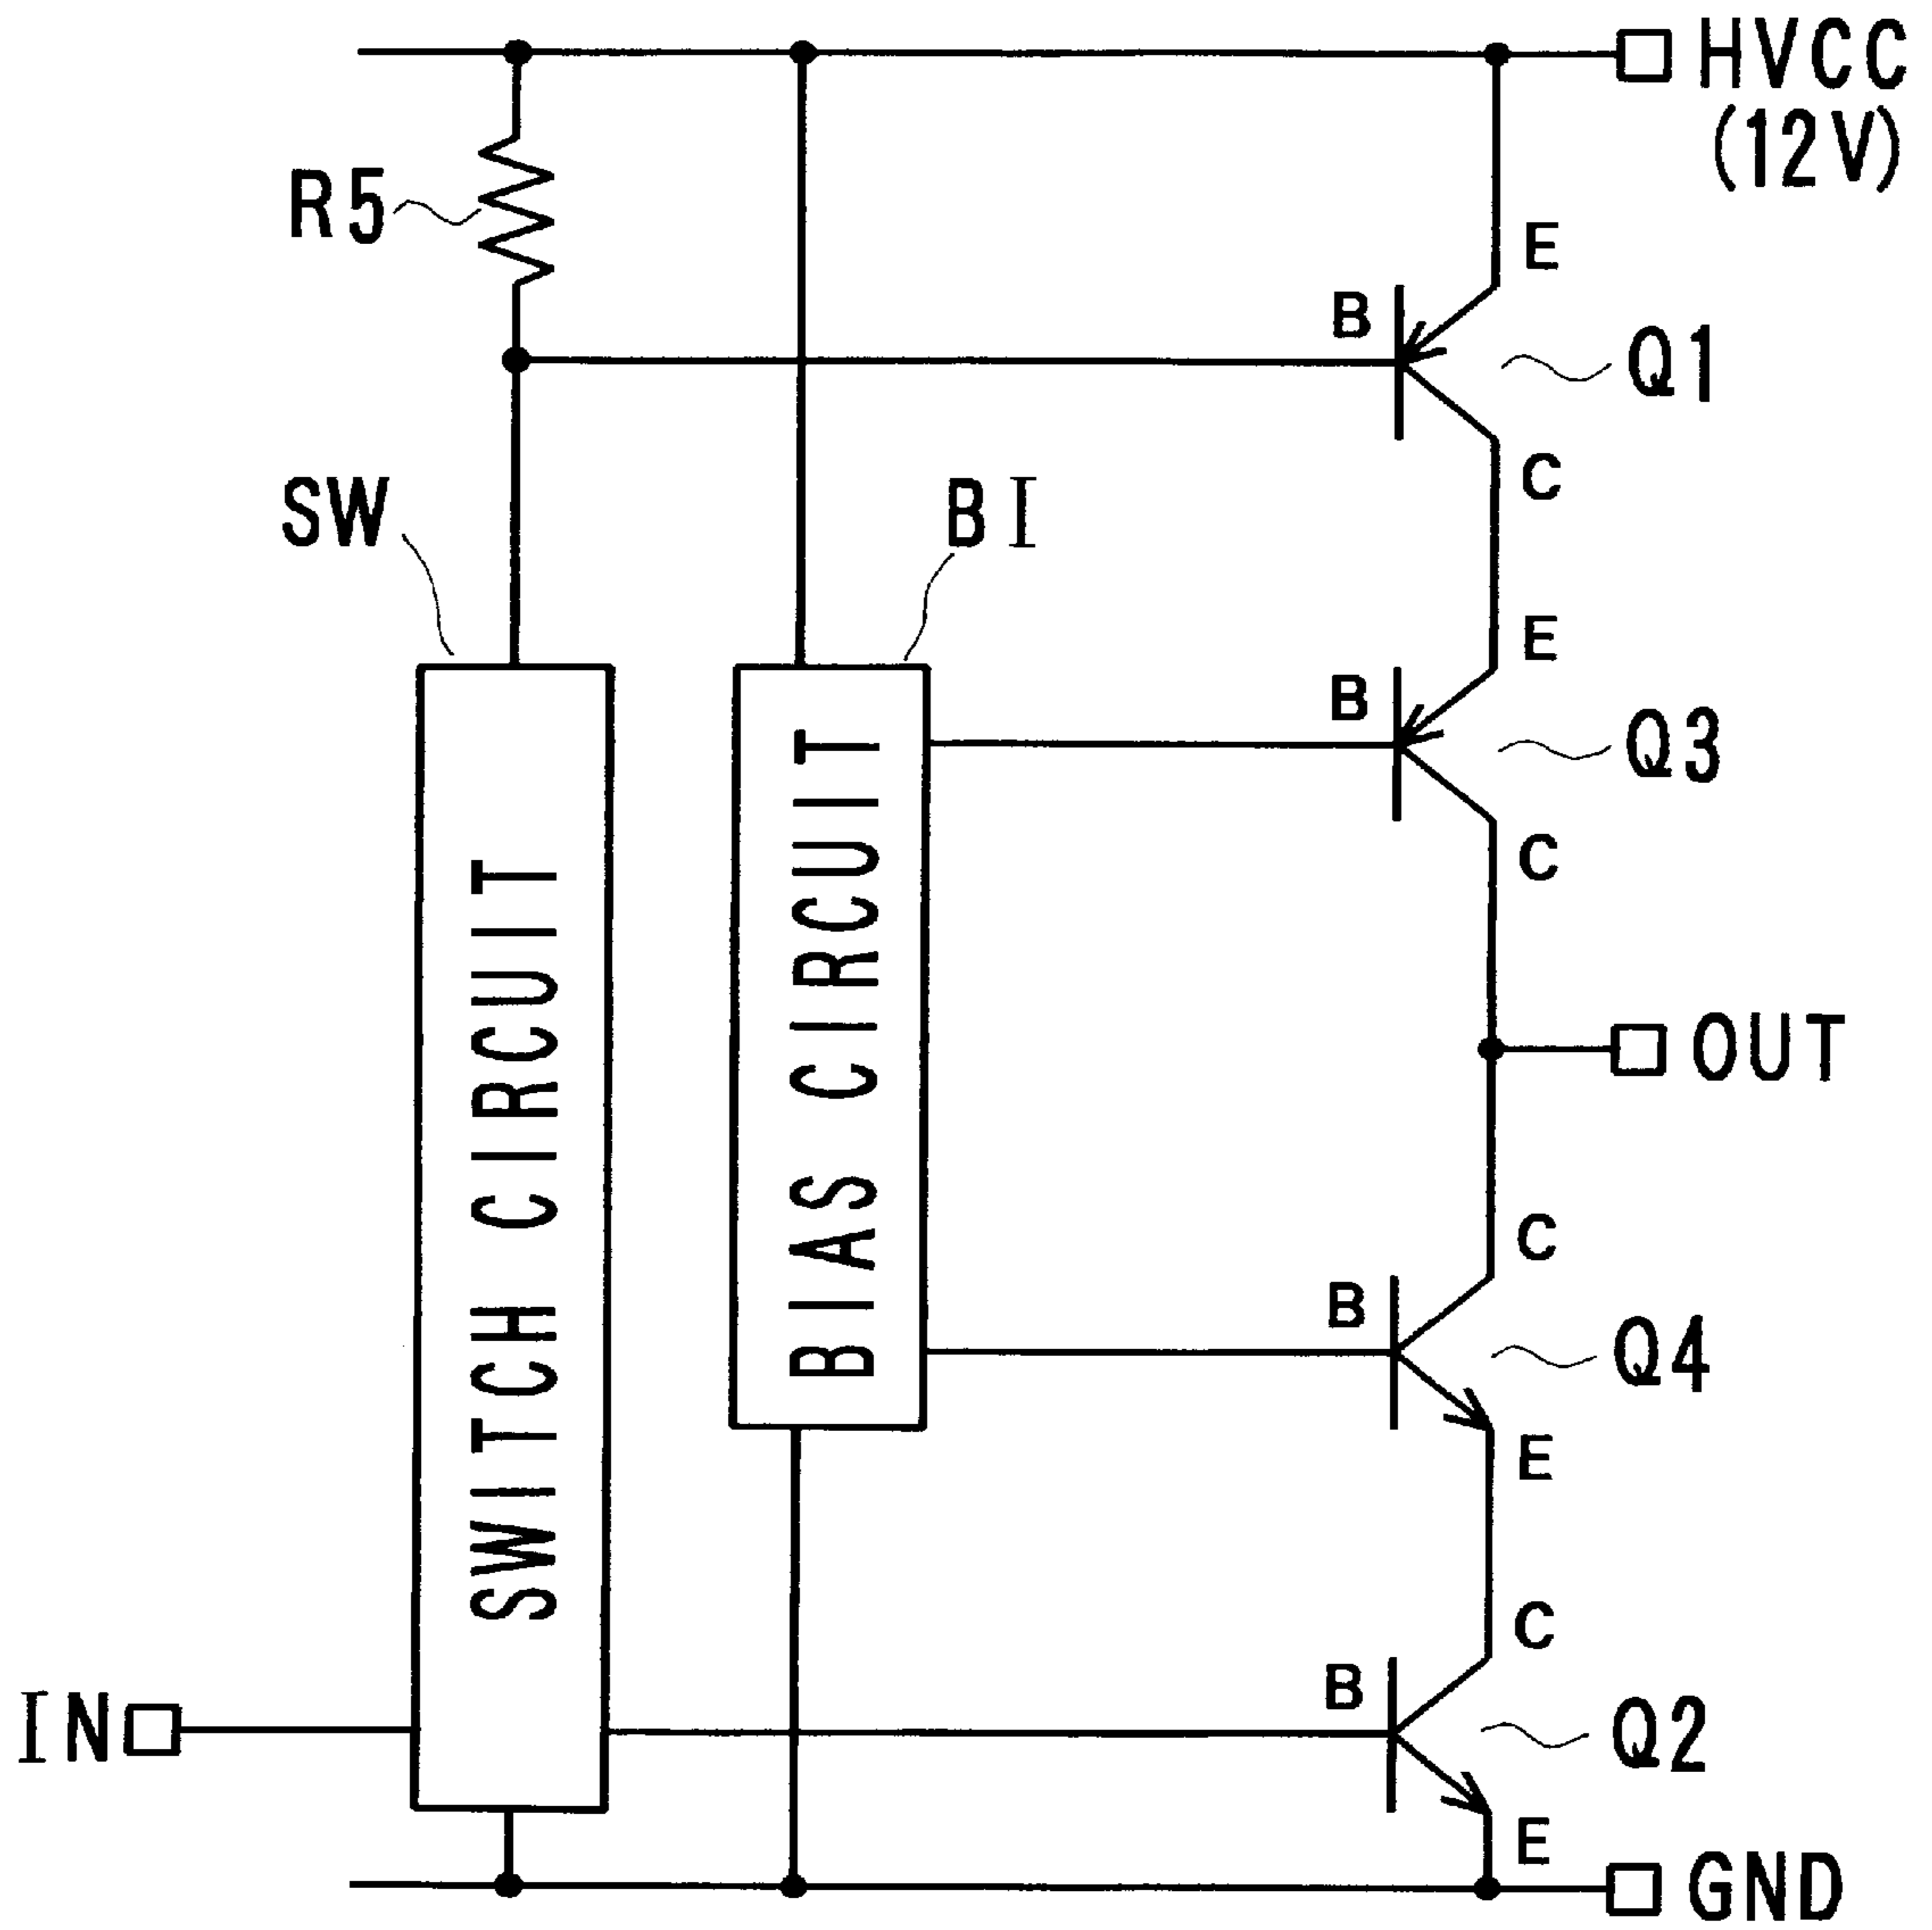 HVCC
(12V)
R5
E
B
Q1
C
SW
BI
E
B
Q3
C
SWITCH CIRCUIT
BIAS CIRCUIT
OUT
C
B
Q4
E
C
B
Q2
IN
E
GND